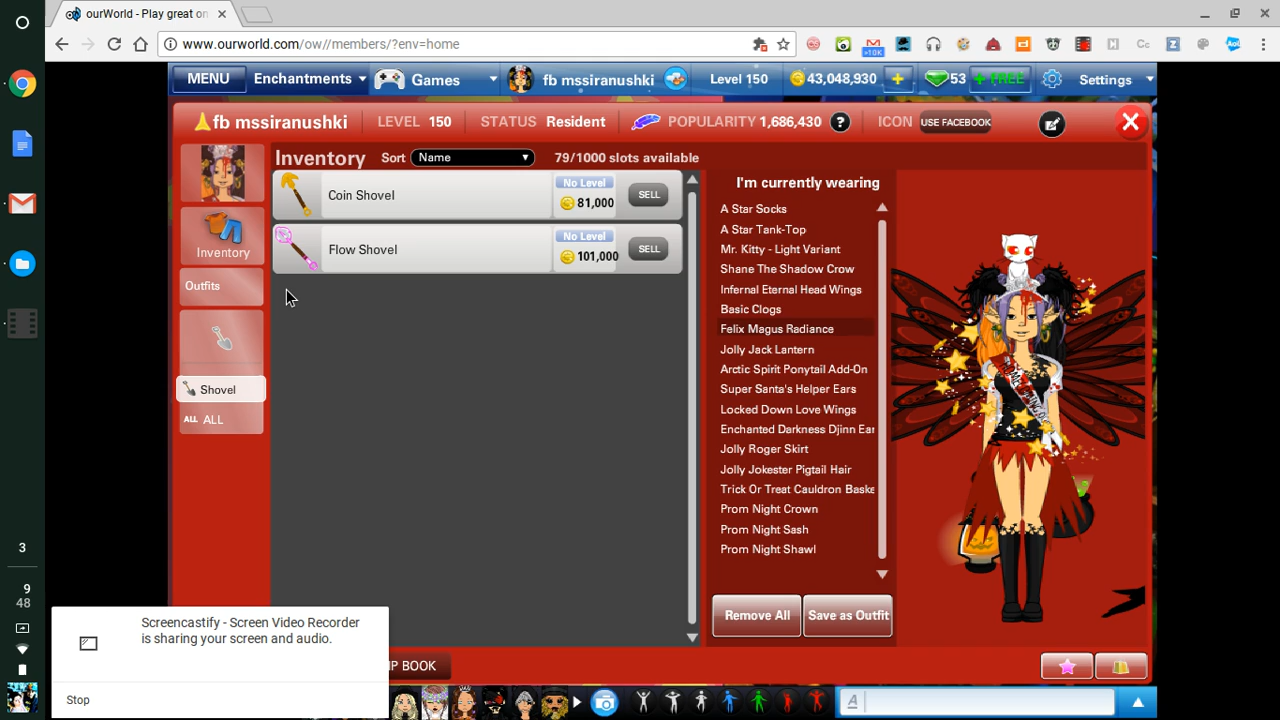 ourWorld - Play great on
www.ourworld.com/ow//members/?env=home
>10K
Cc
Z
Aol
MENU
Enchantments
Games
fb mssiranushki
Level 150
43,048,930
+
53
+ FREE
Settings
fb mssiranushki
LEVEL 150
STATUS Resident
POPULARITY 1,686,430
?
ICON
USE FACEBOOK
Inventory
Outfits
Shovel
ALL ALL
Inventory
Sort
Name
79/1000 slots available
Coin Shovel
No Level
81,000
SELL
Flow Shovel
No Level
101,000
SELL
I'm currently wearing
A Star Socks
A Star Tank-Top
Mr. Kitty - Light Variant
Shane The Shadow Crow
Infernal Eternal Head Wings
Basic Clogs
Felix Magus Radiance
Jolly Jack Lantern
Arctic Spirit Ponytail Add-On
Super Santa's Helper Ears
Locked Down Love Wings
Enchanted Darkness Djinn Ear
Jolly Roger Skirt
Jolly Jokester Pigtail Hair
Trick Or Treat Cauldron Baske
Prom Night Crown
Prom Night Sash
Prom Night Shawl
Remove All
Save as Outfit
IP BOOK
A
3
9
48
Screencastify - Screen Video Recorder
is sharing your screen and audio.
Stop